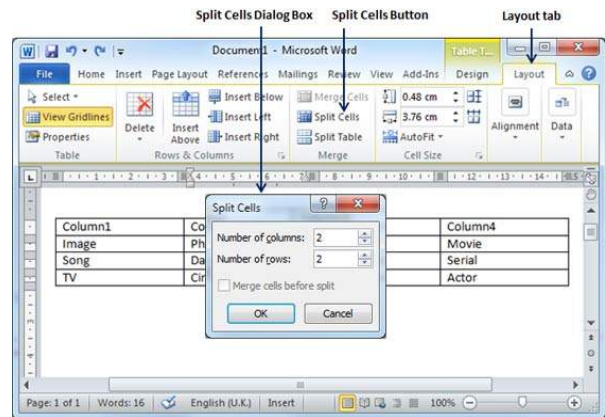 Split Cells Dialog Box Split Cells Button Layout tab
Document1 - Microsoft Word Table T...
File Home Insert Page Layout References Mailings Review View Add-Ins Design Layout
Select Insert Below Merge Cells 0.48 cm
View Gridlines Delete Insert Above Insert Left Split Cells 3.76 cm Alignment Data
Properties Insert Right Split Table AutoFit
Table Rows & Columns Merge Cell Size
Split Cells
Column1 Co Column4
Number of columns: 2
Image Ph Movie
Number of rows: 2
Song Da Serial
TV Cir Actor
Merge cells before split
OK Cancel
Page: 1 of 1 Words: 16 English (U.K.) Insert 100%